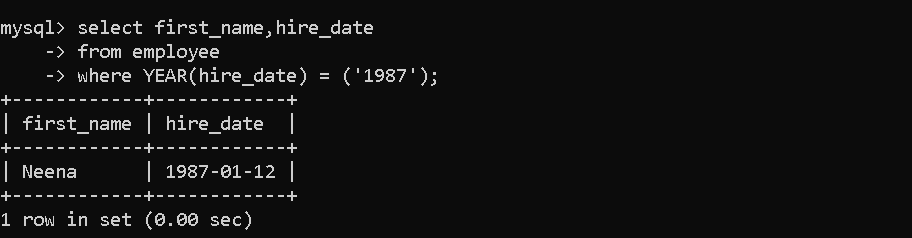 mysql> select first_name,hire_date
    -> from employee
    -> where YEAR(hire_date) = ('1987');
+------------+------------+
| first_name | hire_date  |
+------------+------------+
| Neena      | 1987-01-12 |
+------------+------------+
1 row in set (0.00 sec)